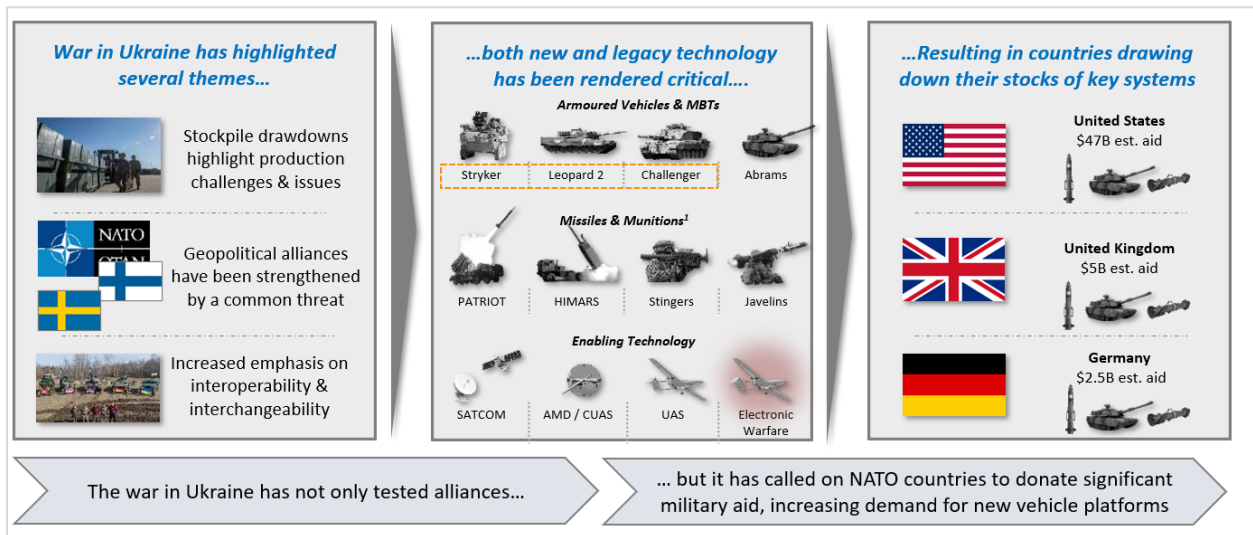 War in Ukraine has highlighted
several themes…
Stockpile drawdowns
highlight production
challenges & issues
NATO
OTAN
Geopolitical alliances
have been strengthened
by a common threat
Increased emphasis on
interoperability &
interchangeability
…both new and legacy technology
has been rendered critical….
Armoured Vehicles & MBTs
Stryker
Leopard 2
Challenger
Abrams
Missiles & Munitions¹
PATRIOT
HIMARS
Stingers
Javelins
Enabling Technology
SATCOM
AMD / CUAS
UAS
Electronic
Warfare
…Resulting in countries drawing
down their stocks of key systems
United States
$47B est. aid
United Kingdom
$5B est. aid
Germany
$2.5B est. aid
The war in Ukraine has not only tested alliances…
… but it has called on NATO countries to donate significant
military aid, increasing demand for new vehicle platforms